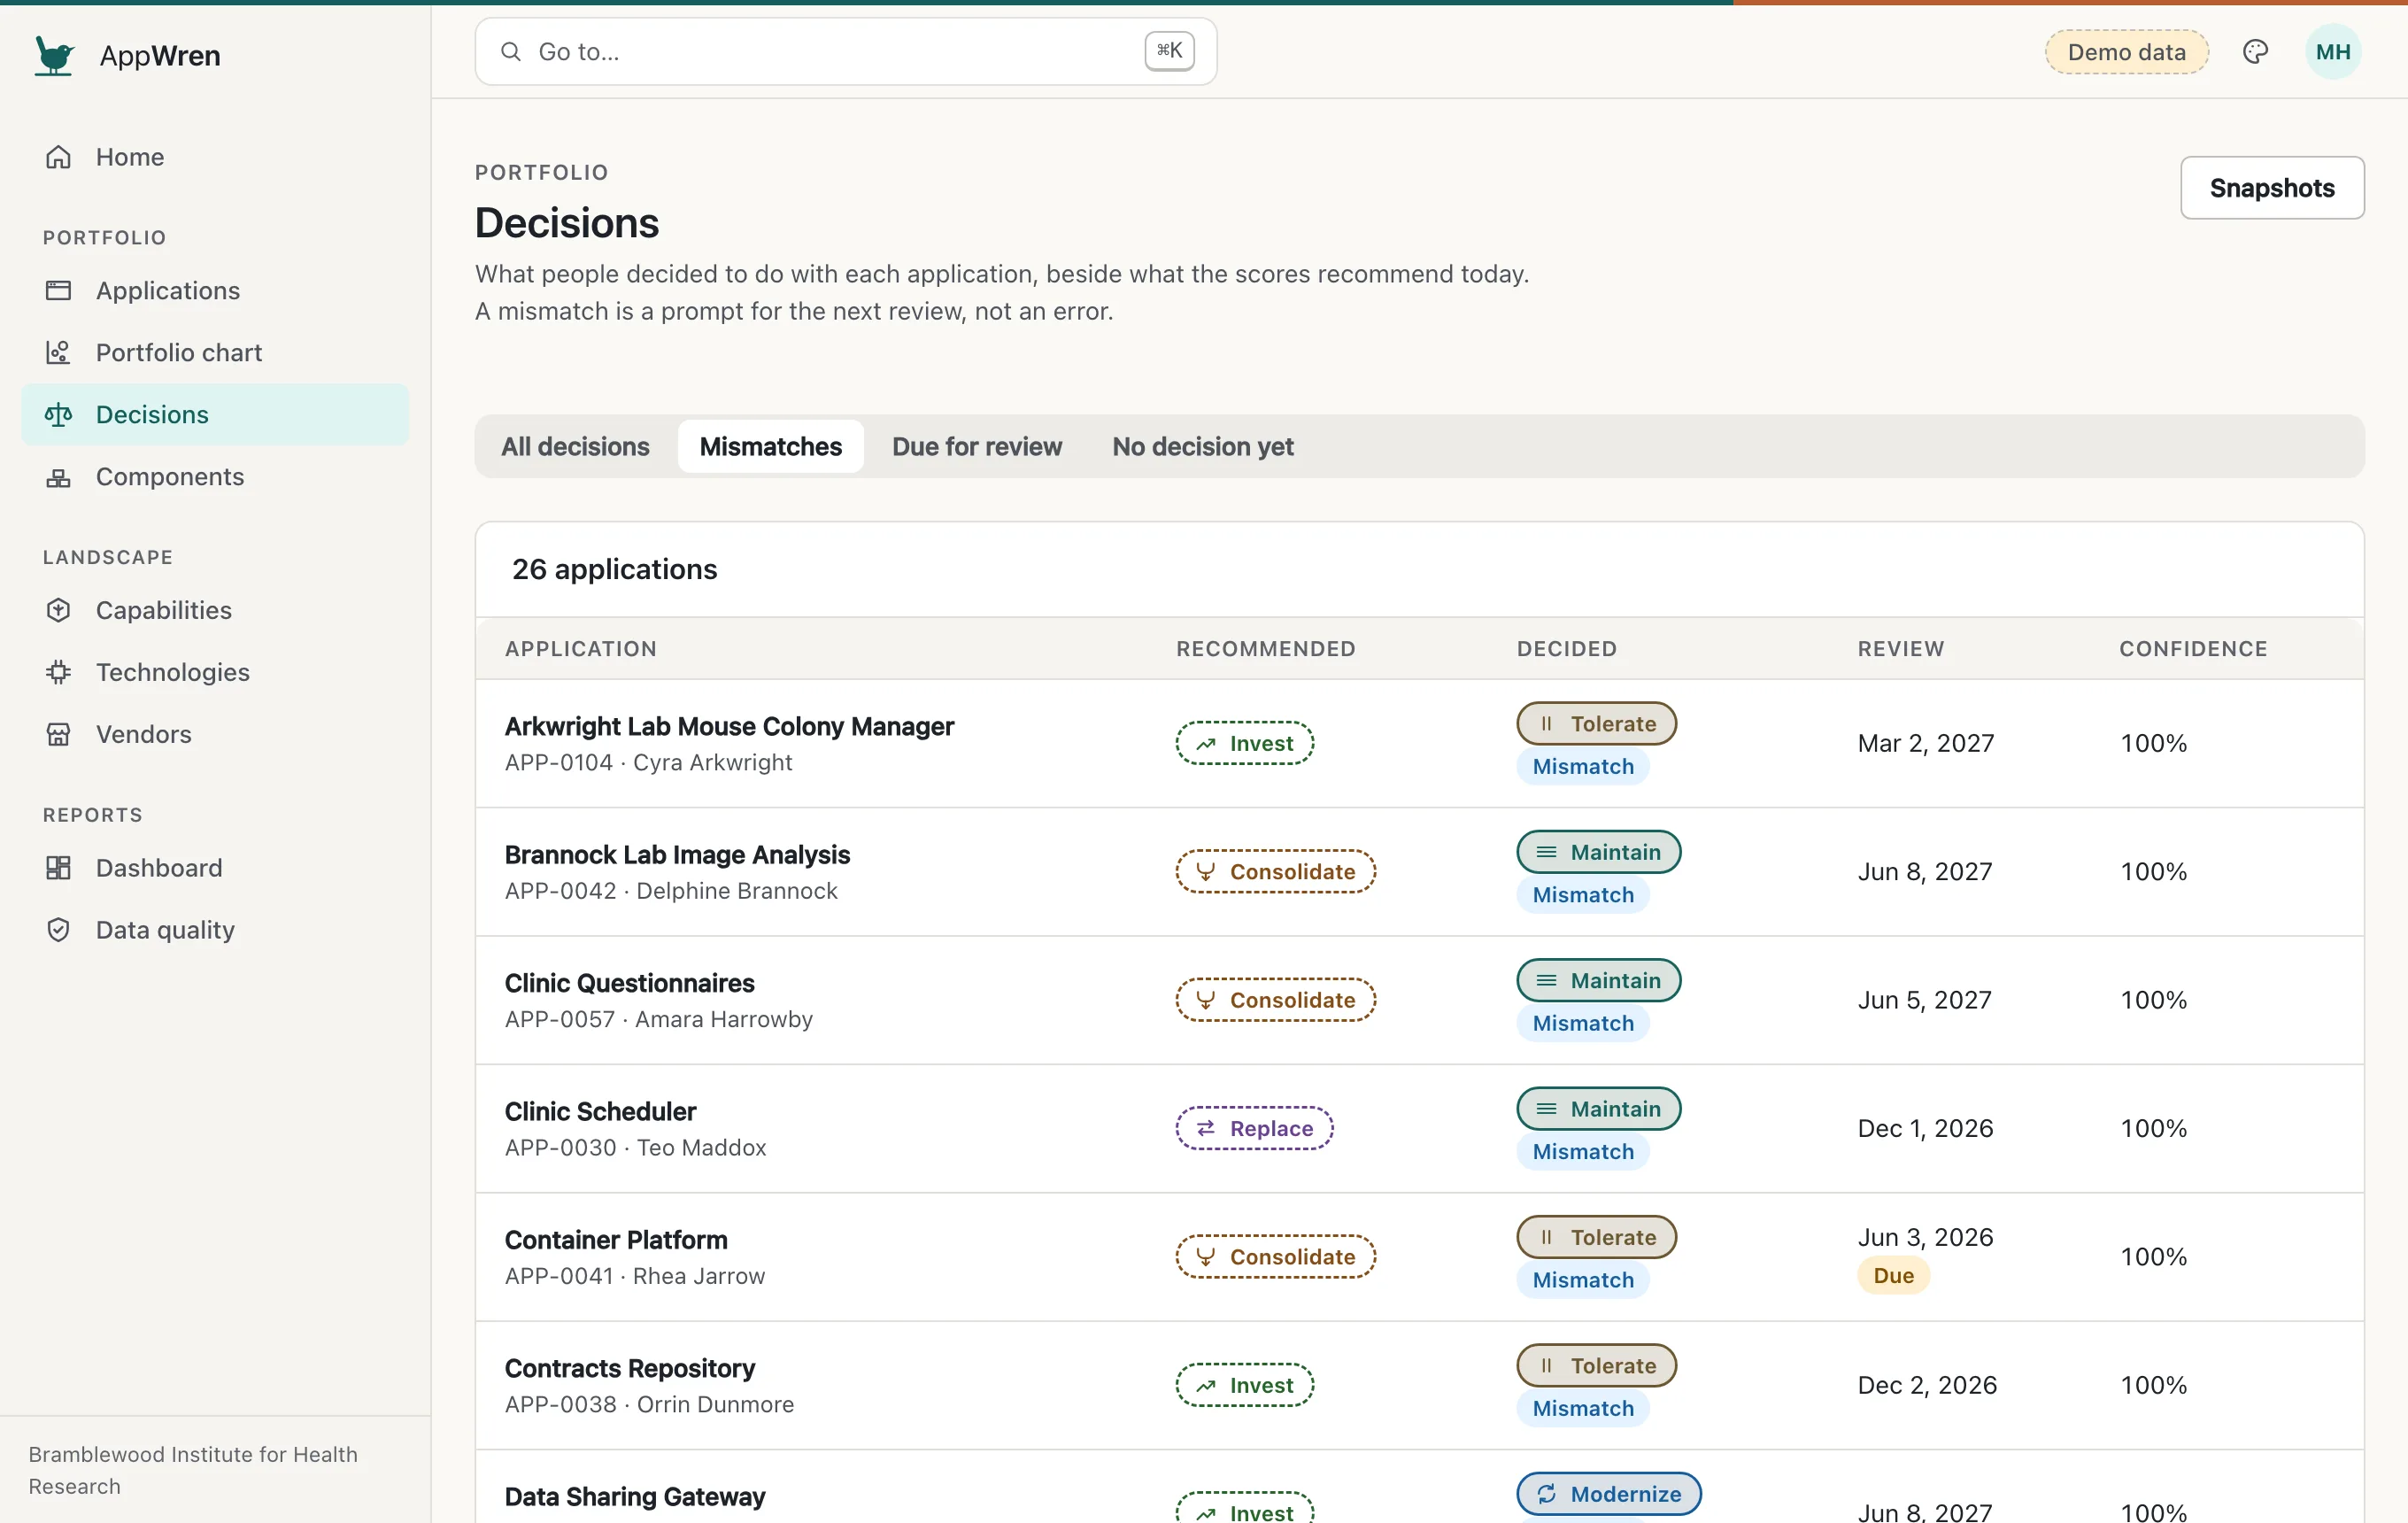 AppWren
Go to...
⌘K
Demo data
MH
Home
PORTFOLIO
Applications
Portfolio chart
Decisions
Components
LANDSCAPE
Capabilities
Technologies
Vendors
REPORTS
Dashboard
Data quality
Bramblewood Institute for Health
Research
PORTFOLIO
Decisions
Snapshots
What people decided to do with each application, beside what the scores recommend today.
A mismatch is a prompt for the next review, not an error.
All decisions Mismatches Due for review No decision yet
26 applications
APPLICATION RECOMMENDED DECIDED REVIEW CONFIDENCE
Arkwright Lab Mouse Colony Manager
APP-0104 · Cyra Arkwright
Invest
Tolerate
Mismatch
Mar 2, 2027
100%
Brannock Lab Image Analysis
APP-0042 · Delphine Brannock
Consolidate
Maintain
Mismatch
Jun 8, 2027
100%
Clinic Questionnaires
APP-0057 · Amara Harrowby
Consolidate
Maintain
Mismatch
Jun 5, 2027
100%
Clinic Scheduler
APP-0030 · Teo Maddox
Replace
Maintain
Mismatch
Dec 1, 2026
100%
Container Platform
APP-0041 · Rhea Jarrow
Consolidate
Tolerate
Mismatch
Jun 3, 2026
Due
100%
Contracts Repository
APP-0038 · Orrin Dunmore
Invest
Tolerate
Mismatch
Dec 2, 2026
100%
Data Sharing Gateway
Invest
Modernize
Jun 8, 2027
100%